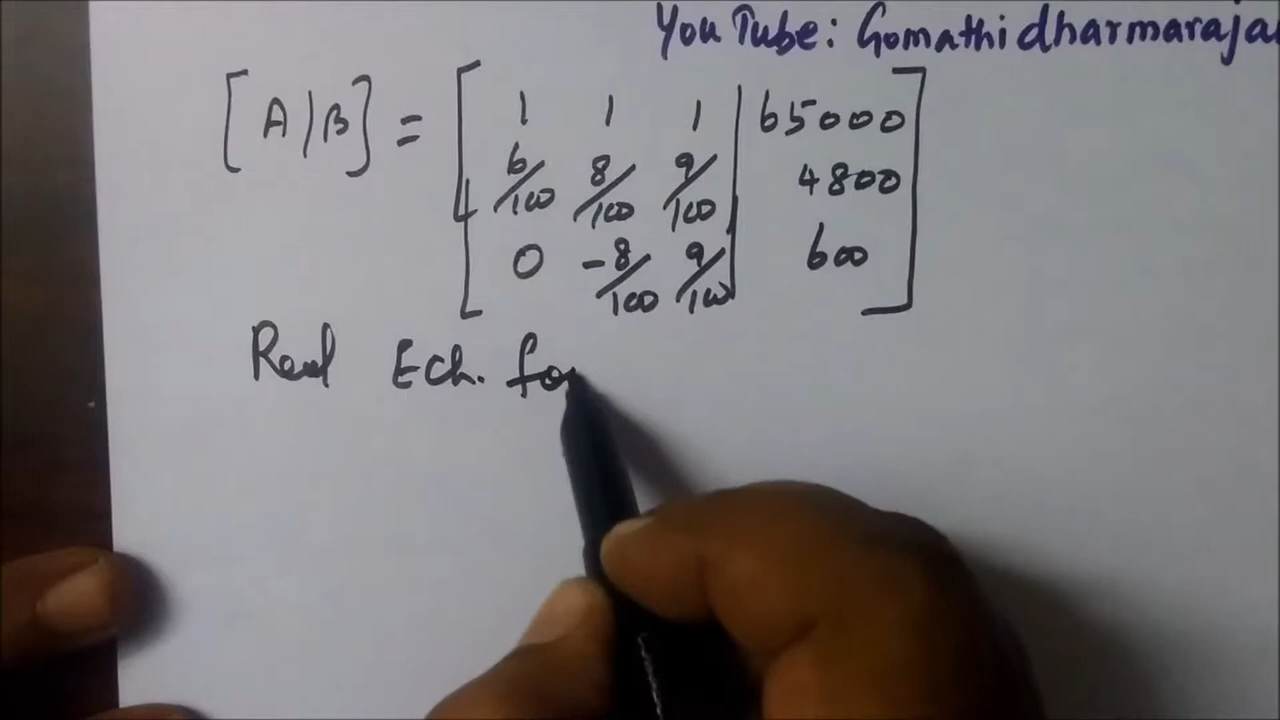 YouTube: Gomathidharmaraja
[A|B] = [ 1 1 1 | 65000
6/100 8/100 9/100 | 4800
0 -8/100 9/100 | 600 ]
Ech. fo